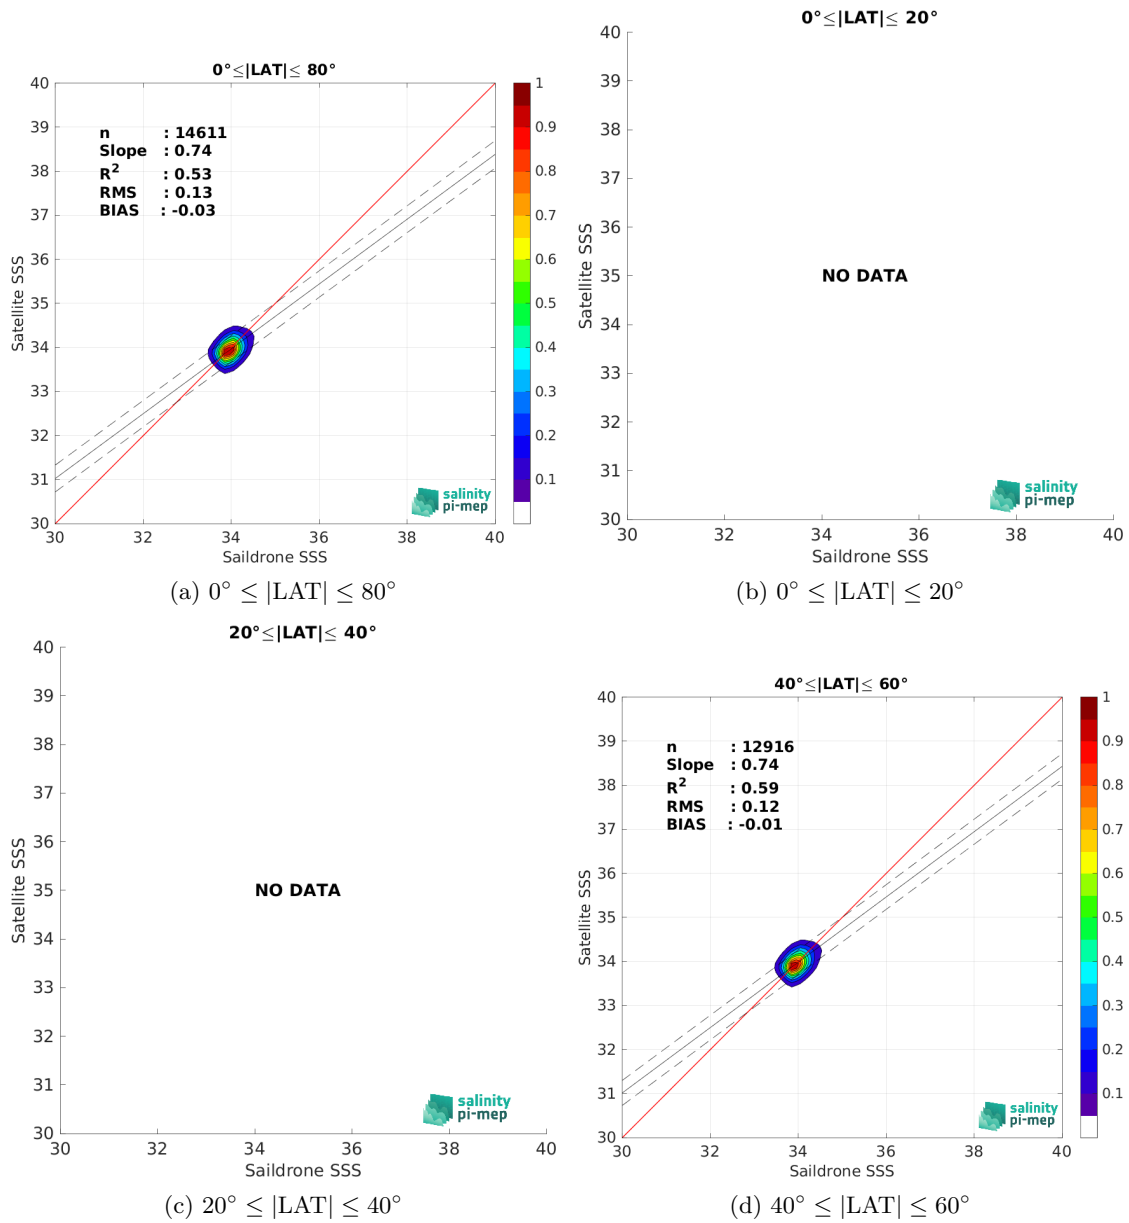 0°≤|LAT|≤ 80°
40
39
38
37
36
35
34
33
32
31
30
Satellite SSS
n : 14611
Slope : 0.74
R² : 0.53
RMS : 0.13
BIAS : -0.03
salinity
pi-mep
30 32 34 36 38 40
Saildrone SSS
1
0.9
0.8
0.7
0.6
0.5
0.4
0.3
0.2
0.1
(a) 0° ≤ |LAT| ≤ 80°
0°≤|LAT|≤ 20°
40
39
38
37
36
35
34
33
32
31
30
Satellite SSS
NO DATA
salinity
pi-mep
30 32 34 36 38 40
Saildrone SSS
(b) 0° ≤ |LAT| ≤ 20°
20°≤|LAT|≤ 40°
40
39
38
37
36
35
34
33
32
31
30
Satellite SSS
NO DATA
salinity
pi-mep
30 32 34 36 38 40
Saildrone SSS
(c) 20° ≤ |LAT| ≤ 40°
40°≤|LAT|≤ 60°
40
39
38
37
36
35
34
33
32
31
30
Satellite SSS
n : 12916
Slope : 0.74
R² : 0.59
RMS : 0.12
BIAS : -0.01
salinity
pi-mep
30 32 34 36 38 40
Saildrone SSS
1
0.9
0.8
0.7
0.6
0.5
0.4
0.3
0.2
0.1
(d) 40° ≤ |LAT| ≤ 60°